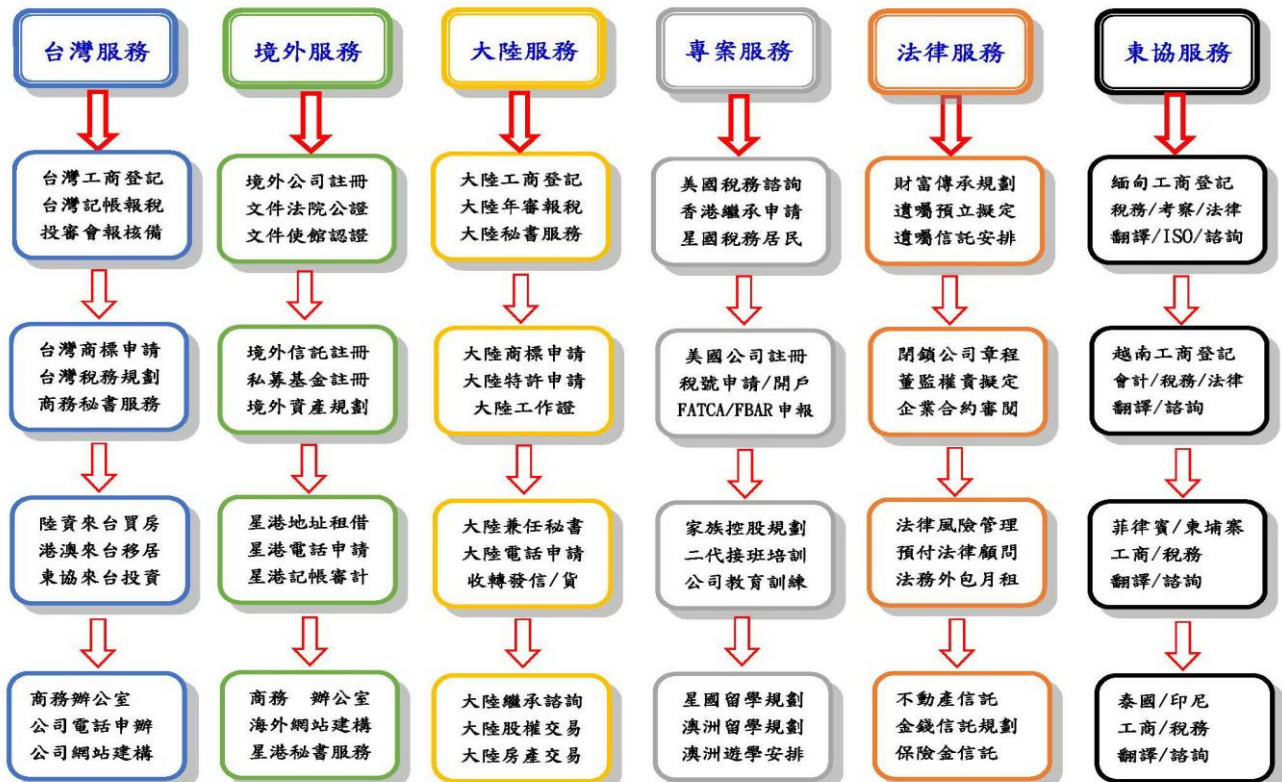 台灣服務
台灣工商登記
台灣記帳報稅
投審會報核備
台灣商標申請
台灣稅務規劃
商務秘書服務
陸資來台買房
港澳來台移居
東協來台投資
商務辦公室
公司電話申辦
公司網站建構
境外服務
境外公司註冊
文件法院公證
文件使館認證
境外信託註冊
私募基金註冊
境外資產規劃
星港地址租借
星港電話申請
星港記帳審計
商務 辦公室
海外網站建構
星港秘書服務
大陸服務
大陸工商登記
大陸年審報稅
大陸秘書服務
大陸商標申請
大陸特許申請
大陸工作證
大陸兼任秘書
大陸電話申請
收轉發信/貨
大陸繼承諮詢
大陸股權交易
大陸房產交易
專案服務
美國稅務諮詢
香港繼承申請
星國稅務居民
美國公司註冊
稅號申請/開戶
FATCA/FBAR申報
家族控股規劃
二代接班培訓
公司教育訓練
星國留學規劃
澳洲留學規劃
澳洲遊學安排
法律服務
財富傳承規劃
遺囑預立擬定
遺囑信託安排
閉鎖公司章程
董監權責擬定
企業合約審閱
法律風險管理
預付法律顧問
法務外包月租
不動產信託
金錢信託規劃
保險金信託
東協服務
緬甸工商登記
稅務/考察/法律
翻譯/ISO/諮詢
越南工商登記
會計/稅務/法律
翻譯/諮詢
菲律賓/柬埔寨
工商/稅務
翻譯/諮詢
泰國/印尼
工商/稅務
翻譯/諮詢